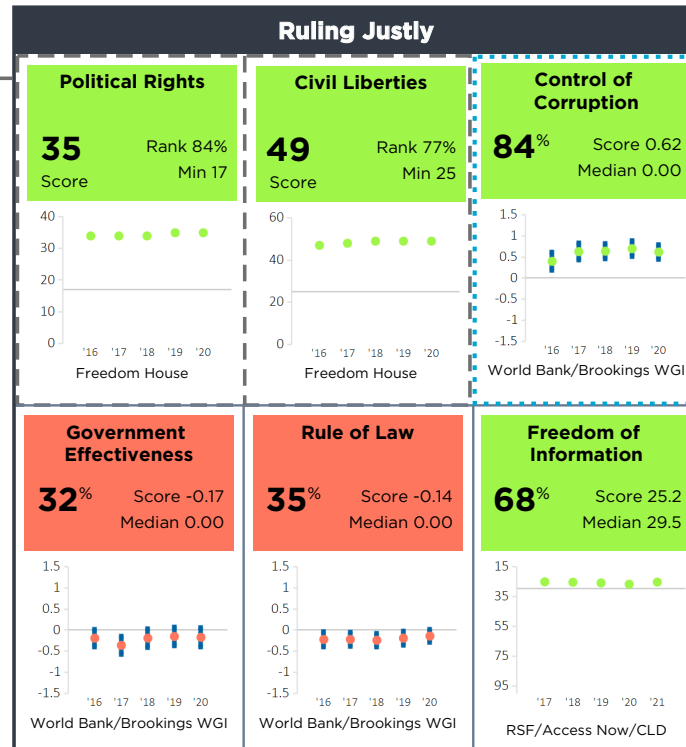 Ruling Justly
Political Rights
35
Score
Rank 84%
Min 17
40
30
20
10
0
'16 '17 '18 '19 '20
Freedom House
Civil Liberties
49
Score
Rank 77%
Min 25
60
40
20
0
'16 '17 '18 '19 '20
Freedom House
Control of
Corruption
84%
Score 0.62
Median 0.00
1.5
1
0.5
0
-0.5
-1
-1.5
'16 '17 '18 '19 '20
World Bank/Brookings WGI
Government
Effectiveness
32%
Score -0.17
Median 0.00
1.5
1
0.5
0
-0.5
-1
-1.5
'16 '17 '18 '19 '20
World Bank/Brookings WGI
Rule of Law
35%
Score -0.14
Median 0.00
1.5
1
0.5
0
-0.5
-1
-1.5
'16 '17 '18 '19 '20
World Bank/Brookings WGI
Freedom of
Information
68%
Score 25.2
Median 29.5
15
35
55
75
95
'17 '18 '19 '20 '21
RSF/Access Now/CLD